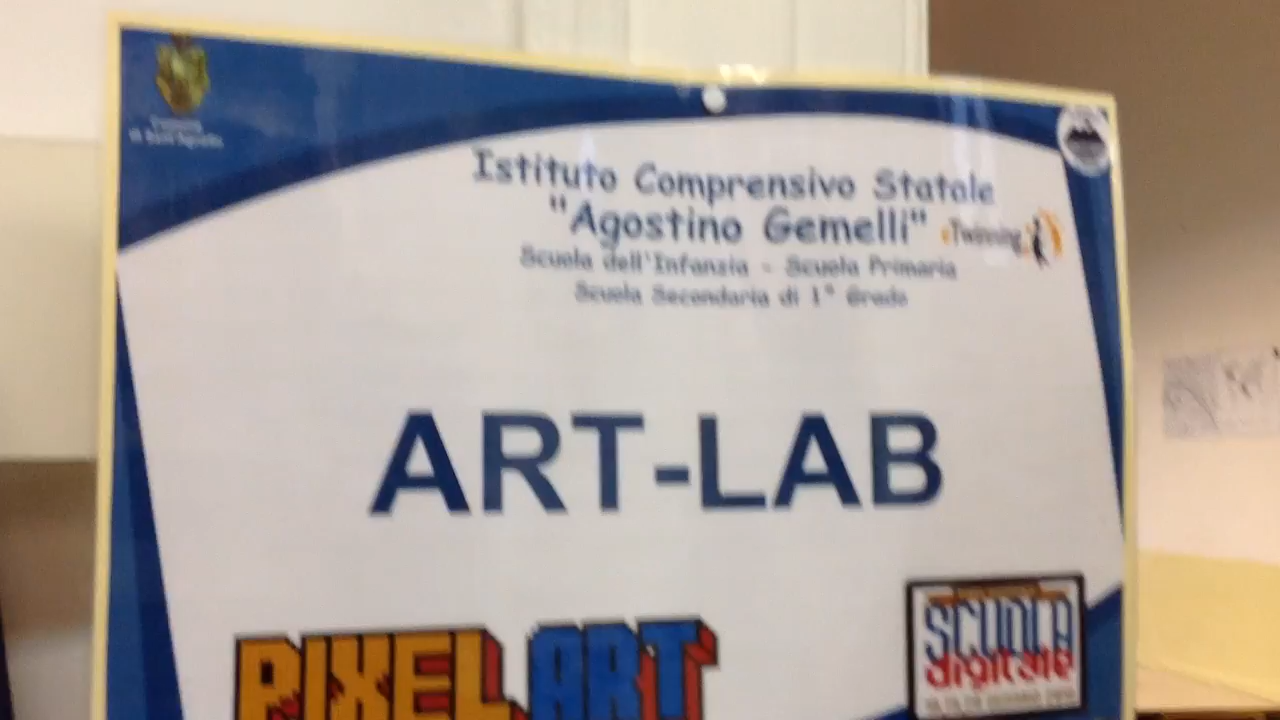 Istituto Comprensivo Statale
"Agostino Gemelli"
eTwinning
Scuola dell'Infanzia - Scuola Primaria
Scuola Secondaria di 1° Grado
ART-LAB
PIXEL ART
SCUOLA
digitale